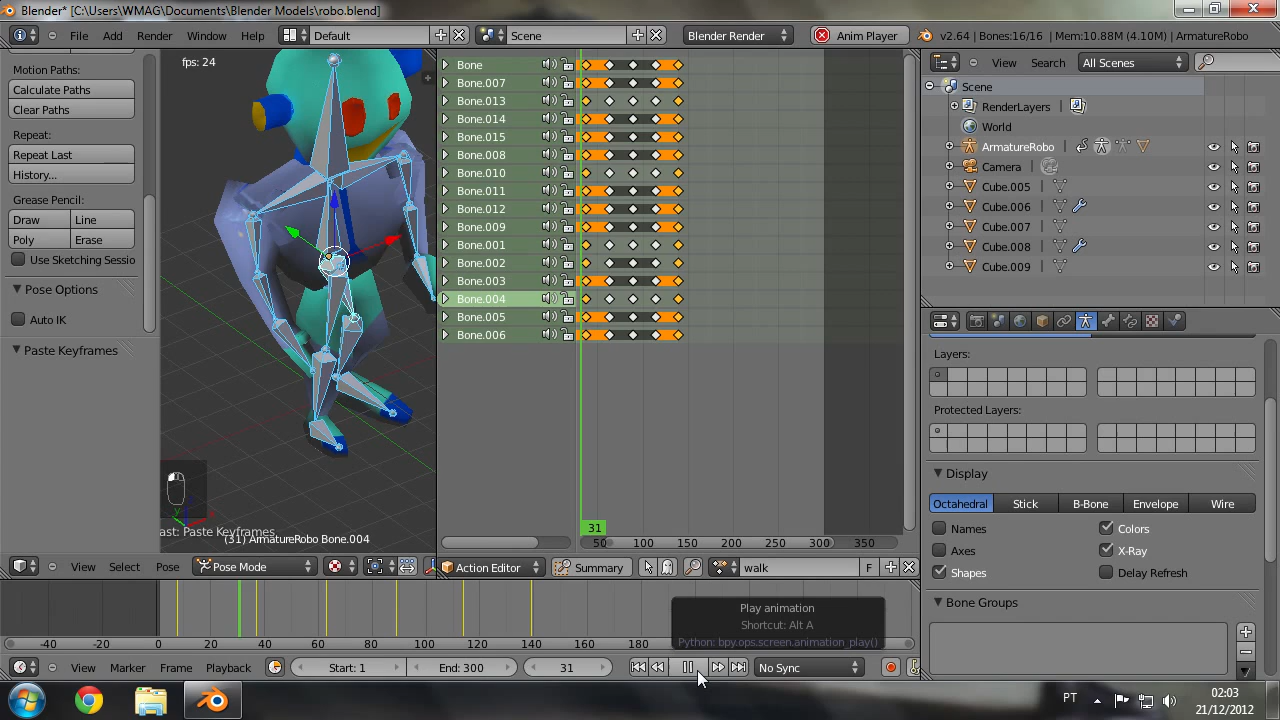 Blender* [C:\Users\WMAG\Documents\Blender Models\robo.blend]
File Add Render Window Help Default Scene Blender Render Anim Player v2.64 | Bones:16/16 | Mem:10.88M (4.10M) | ArmatureRobo
Motion Paths:
Calculate Paths
Clear Paths
Repeat:
Repeat Last
History...
Grease Pencil:
Draw Line
Poly Erase
Use Sketching Sessio
Pose Options
Auto IK
Paste Keyframes
fps: 24
ast: Paste Keyframes
(31) ArmatureRobo Bone.004
View Select Pose Pose Mode
Bone
Bone.007
Bone.013
Bone.014
Bone.015
Bone.008
Bone.010
Bone.011
Bone.012
Bone.009
Bone.001
Bone.002
Bone.003
Bone.004
Bone.005
Bone.006
31
50 100 150 200 250 300 350
Action Editor Summary walk F
View Search All Scenes
Scene
RenderLayers
World
ArmatureRobo
Camera
Cube.005
Cube.006
Cube.007
Cube.008
Cube.009
Layers:
Protected Layers:
Display
Octahedral Stick B-Bone Envelope Wire
Names Colors
Axes X-Ray
Shapes Delay Refresh
Bone Groups
Play animation
Shortcut: Alt A
Python: bpy.ops.screen.animation_play()
0 20 40 60 80 100 120 140 160 180
View Marker Frame Playback Start: 1 End: 300 31 No Sync
PT
02:03
21/12/2012